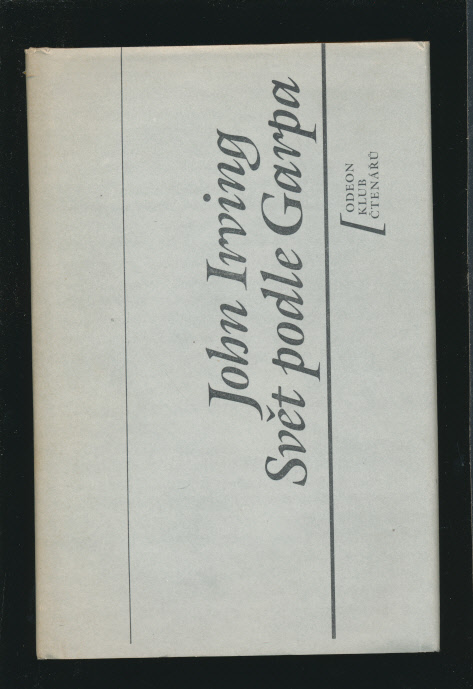 John Irving
Svět podle Garpa
ODEON
KLUB
ČTENÁŘŮ